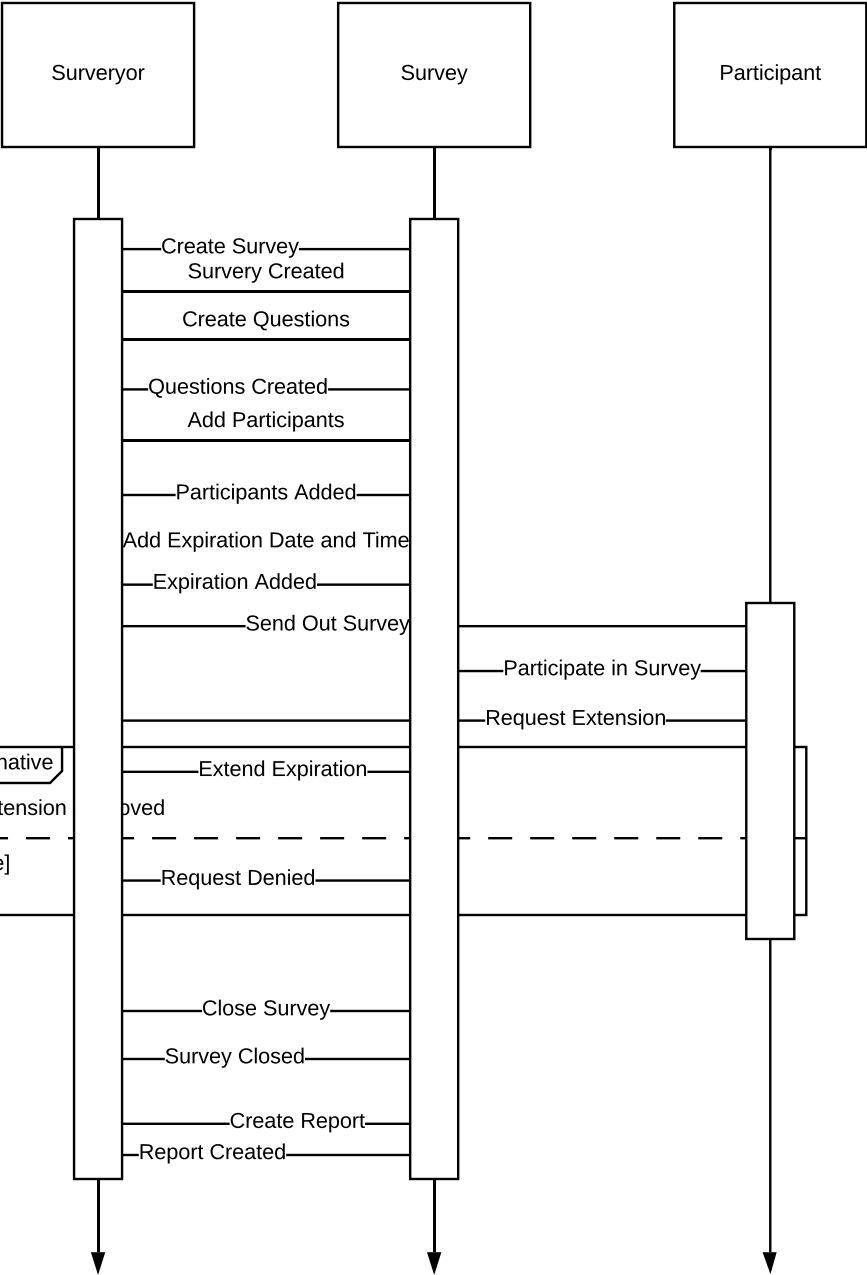 Surveryor
Survey
Participant
Create Survey
Survery Created
Create Questions
Questions Created
Add Participants
Participants Added
Add Expiration Date and Time
Expiration Added
Send Out Survey
Participate in Survey
Request Extension
native
Extend Expiration
tension oved
e]
Request Denied
Close Survey
Survey Closed
Create Report
Report Created